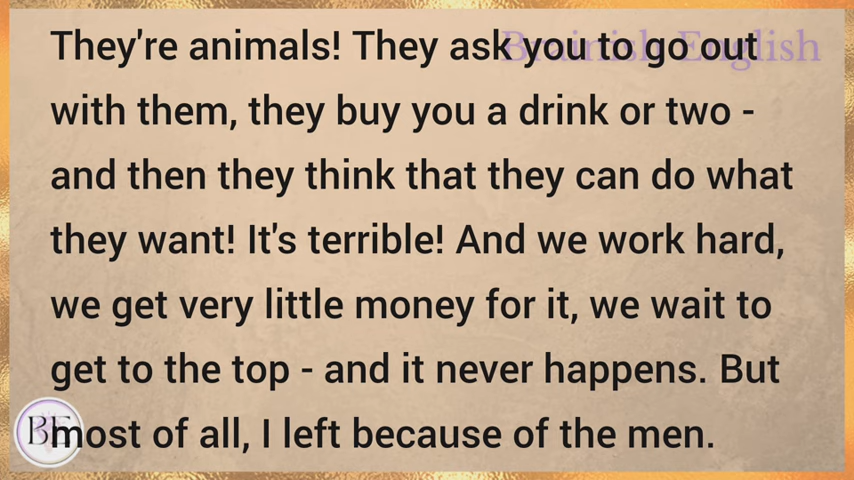 Brainish English
They're animals! They ask you to go out
with them, they buy you a drink or two -
and then they think that they can do what
they want! It's terrible! And we work hard,
we get very little money for it, we wait to
get to the top - and it never happens. But
most of all, I left because of the men.
BE